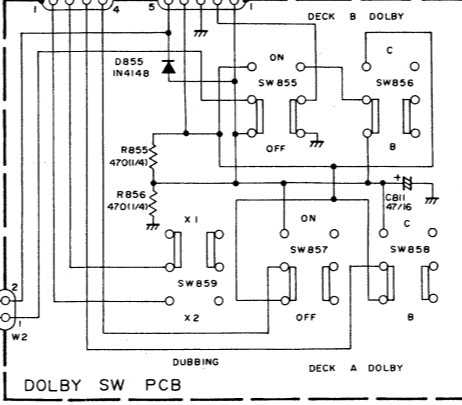 1 4 5 1
DECK B DOLBY
D855
1N4148
ON
C
SW855
SW856
R855
470(1/4)
OFF
B
R856
470(1/4)
+
C811
47/16
X1
ON
C
SW857
SW858
SW859
2
X2
OFF
B
1
W2
DUBBING
DECK A DOLBY
DOLBY SW PCB